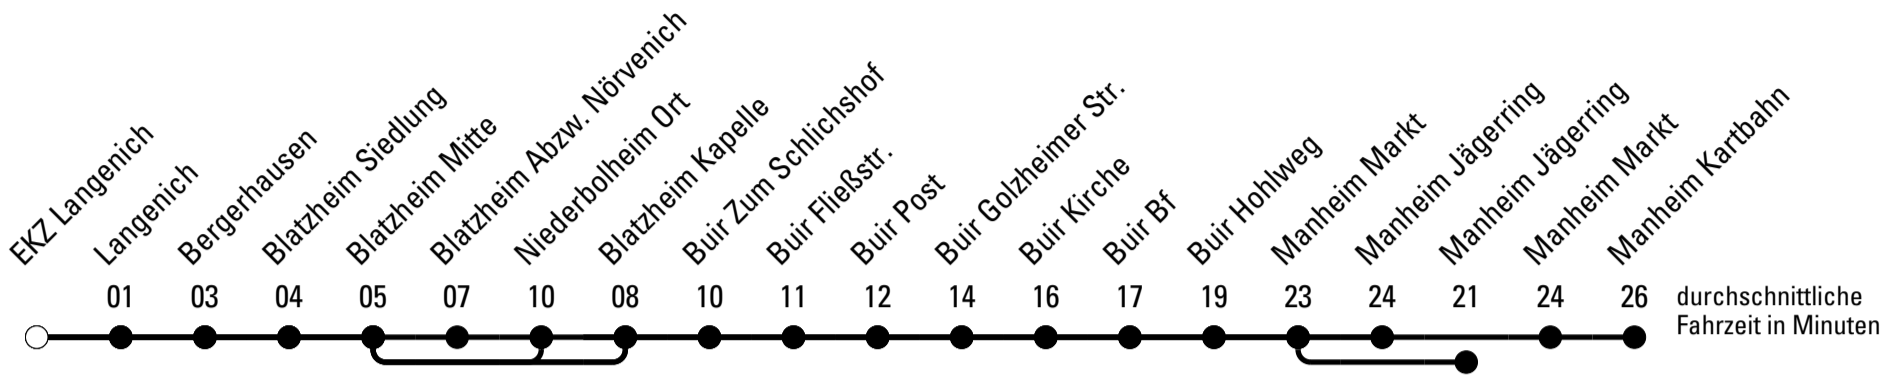 EKZ Langenich
Langenich
Bergerhausen
Blatzheim Siedlung
Blatzheim Mitte
Blatzheim Abzw. Nörvenich
Niederbolheim Ort
Blatzheim Kapelle
Buir Zum Schlichshof
Buir Fließstr.
Buir Post
Buir Golzheimer Str.
Buir Kirche
Buir Bf
Buir Hohlweg
Manheim Markt
Manheim Jägerring
Manheim Jägerring
Manheim Markt
Manheim Kartbahn
01 03 04 05 07 10 08 10 11 12 14 16 17 19 23 24 21 24 26
durchschnittliche
Fahrzeit in Minuten